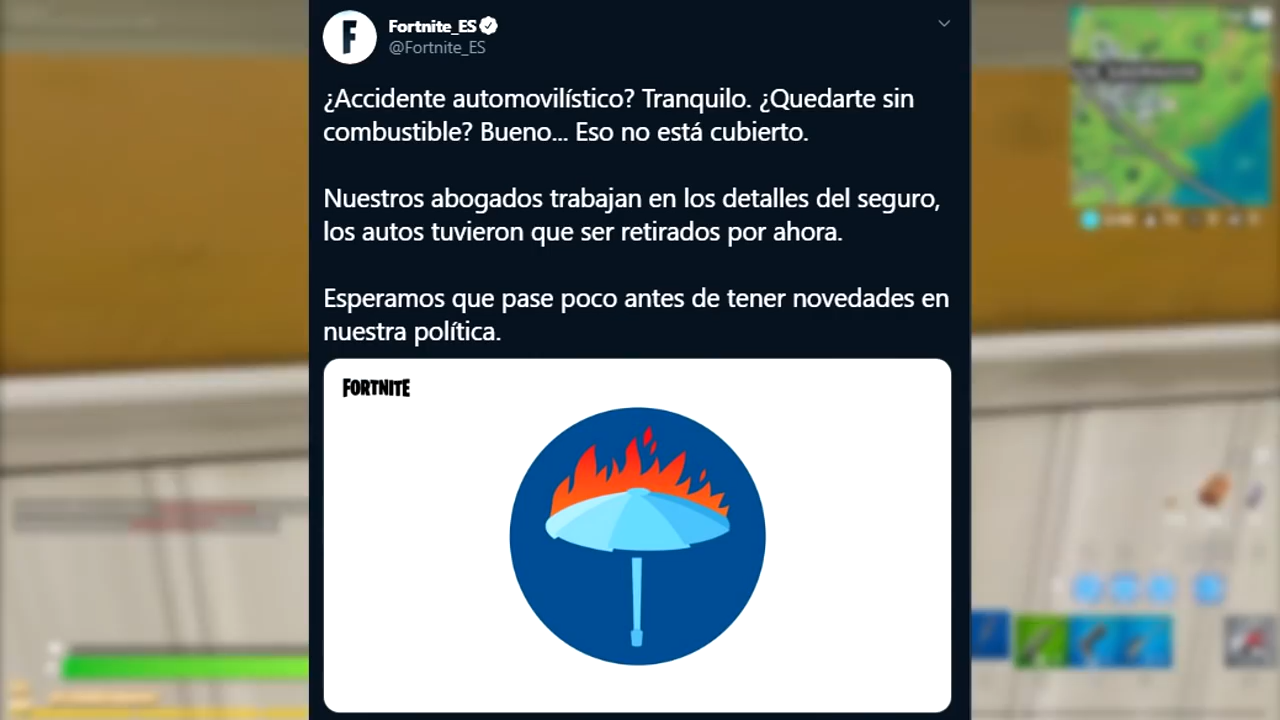 Fortnite_ES
@Fortnite_ES
¿Accidente automovilístico? Tranquilo. ¿Quedarte sin
combustible? Bueno... Eso no está cubierto.
Nuestros abogados trabajan en los detalles del seguro,
los autos tuvieron que ser retirados por ahora.
Esperamos que pase poco antes de tener novedades en
nuestra política.
FORTNITE